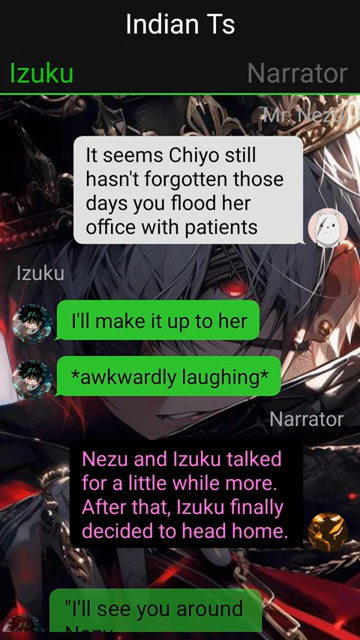 Indian Ts
Izuku
Narrator
Mr. Nezu
It seems Chiyo still
hasn't forgotten those
days you flood her
office with patients
Izuku
I'll make it up to her
*awkwardly laughing*
Narrator
Nezu and Izuku talked
for a little while more.
After that, Izuku finally
decided to head home.
"I'll see you around